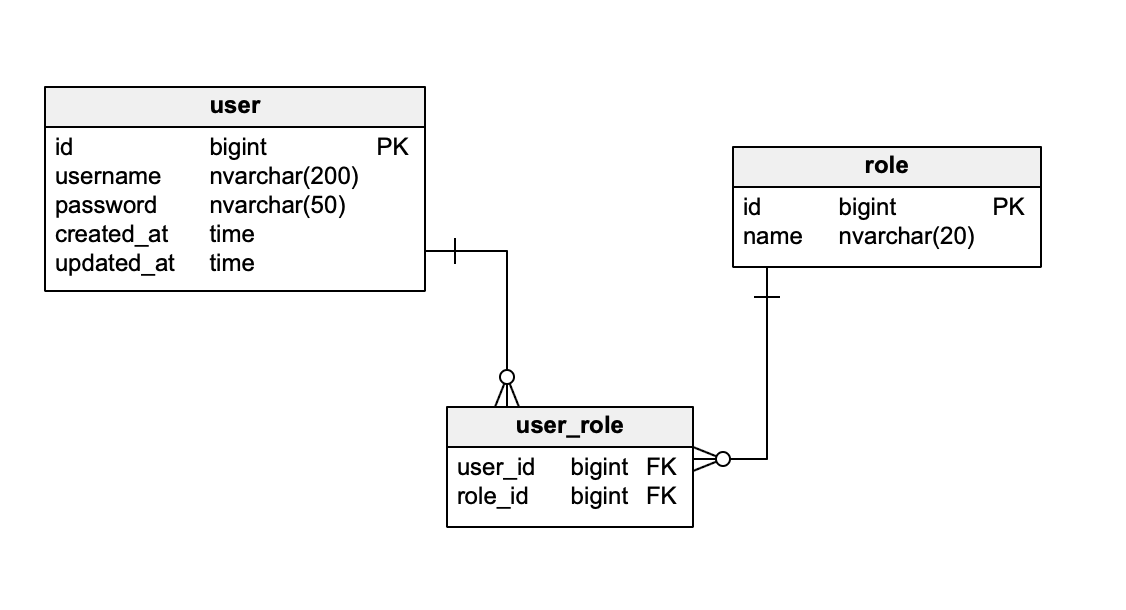 user
id bigint PK
username nvarchar(200)
password nvarchar(50)
created_at time
updated_at time
role
id bigint PK
name nvarchar(20)
user_role
user_id bigint FK
role_id bigint FK